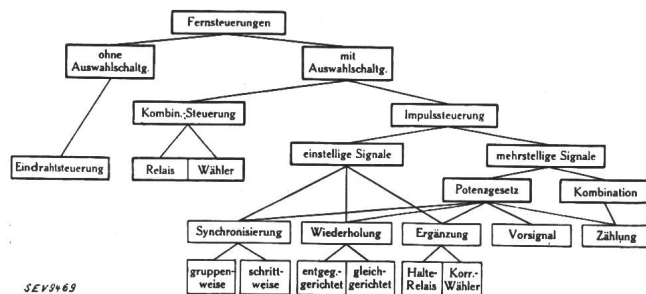 Fernsteuerungen
ohne
Auswahlschaltg.
mit
Auswahlschaltg.
Kombin.-Steuerung
Impulssteuerung
Eindrahtsteuerung
Relais
Wähler
einstellige Signale
mehrstellige Signale
Potenzgesetz
Kombination
Synchronisierung
Wiederholung
Ergänzung
Vorsignal
Zählung
gruppen-
weise
schritt-
weise
entgeg.-
gerichtet
gleich-
gerichtet
Halte-
Relais
Korr.-
Wähler
SEV9469